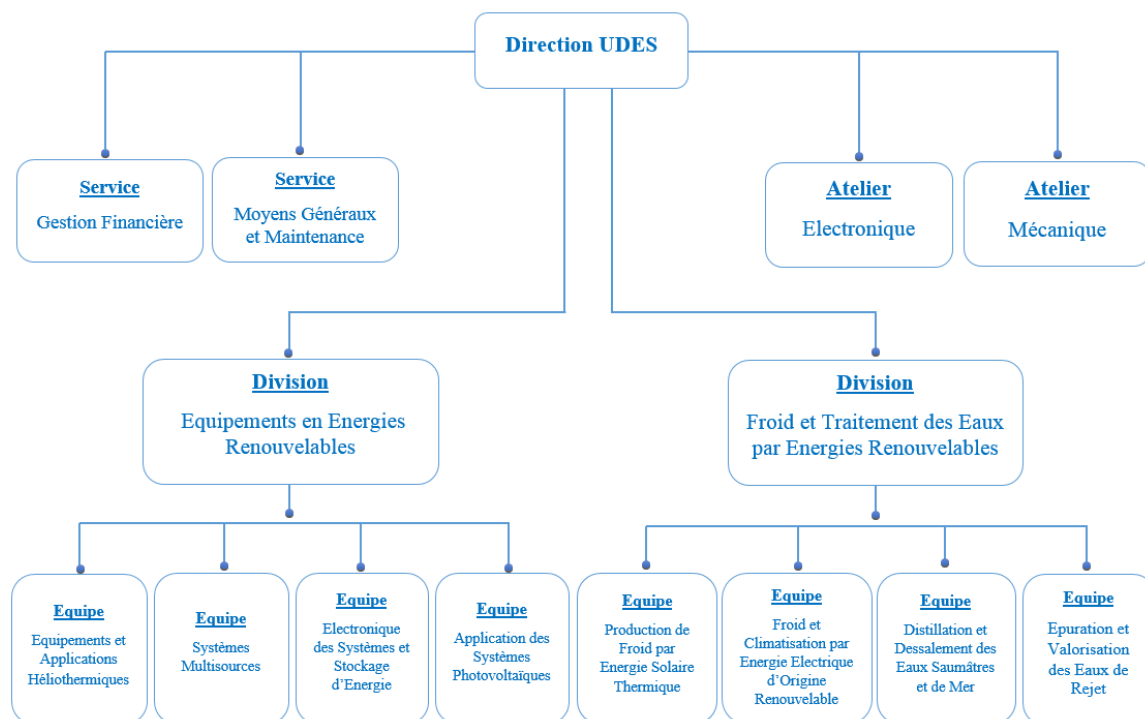 Direction UDES
Service
Gestion Financière
Service
Moyens Généraux
et Maintenance
Atelier
Electronique
Atelier
Mécanique
Division
Equipements en Energies
Renouvelables
Division
Froid et Traitement des Eaux
par Energies Renouvelables
Equipe
Equipements et
Applications
Héliothermiques
Equipe
Systèmes
Multisources
Equipe
Electronique
des Systèmes et
Stockage
d’Energie
Equipe
Application des
Systèmes
Photovoltaïques
Equipe
Production de
Froid par
Energie Solaire
Thermique
Equipe
Froid et
Climatisation par
Energie Electrique
d’Origine
Renouvelable
Equipe
Distillation et
Dessalement des
Eaux Saumâtres
et de Mer
Equipe
Epuration et
Valorisation
des Eaux de
Rejet